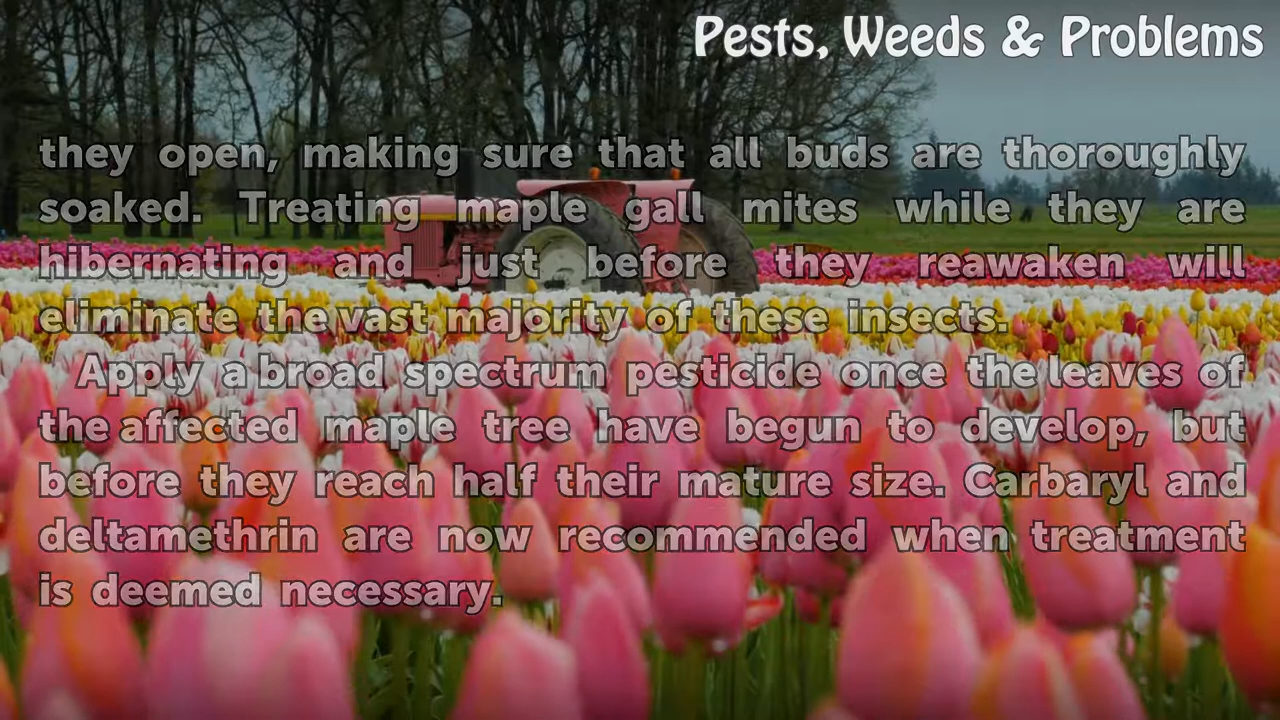 Pests, Weeds & Problems
they open, making sure that all buds are thoroughly
soaked. Treating maple gall mites while they are
hibernating and just before they reawaken will
eliminate the vast majority of these insects.
Apply a broad spectrum pesticide once the leaves of
the affected maple tree have begun to develop, but
before they reach half their mature size. Carbaryl and
deltamethrin are now recommended when treatment
is deemed necessary.